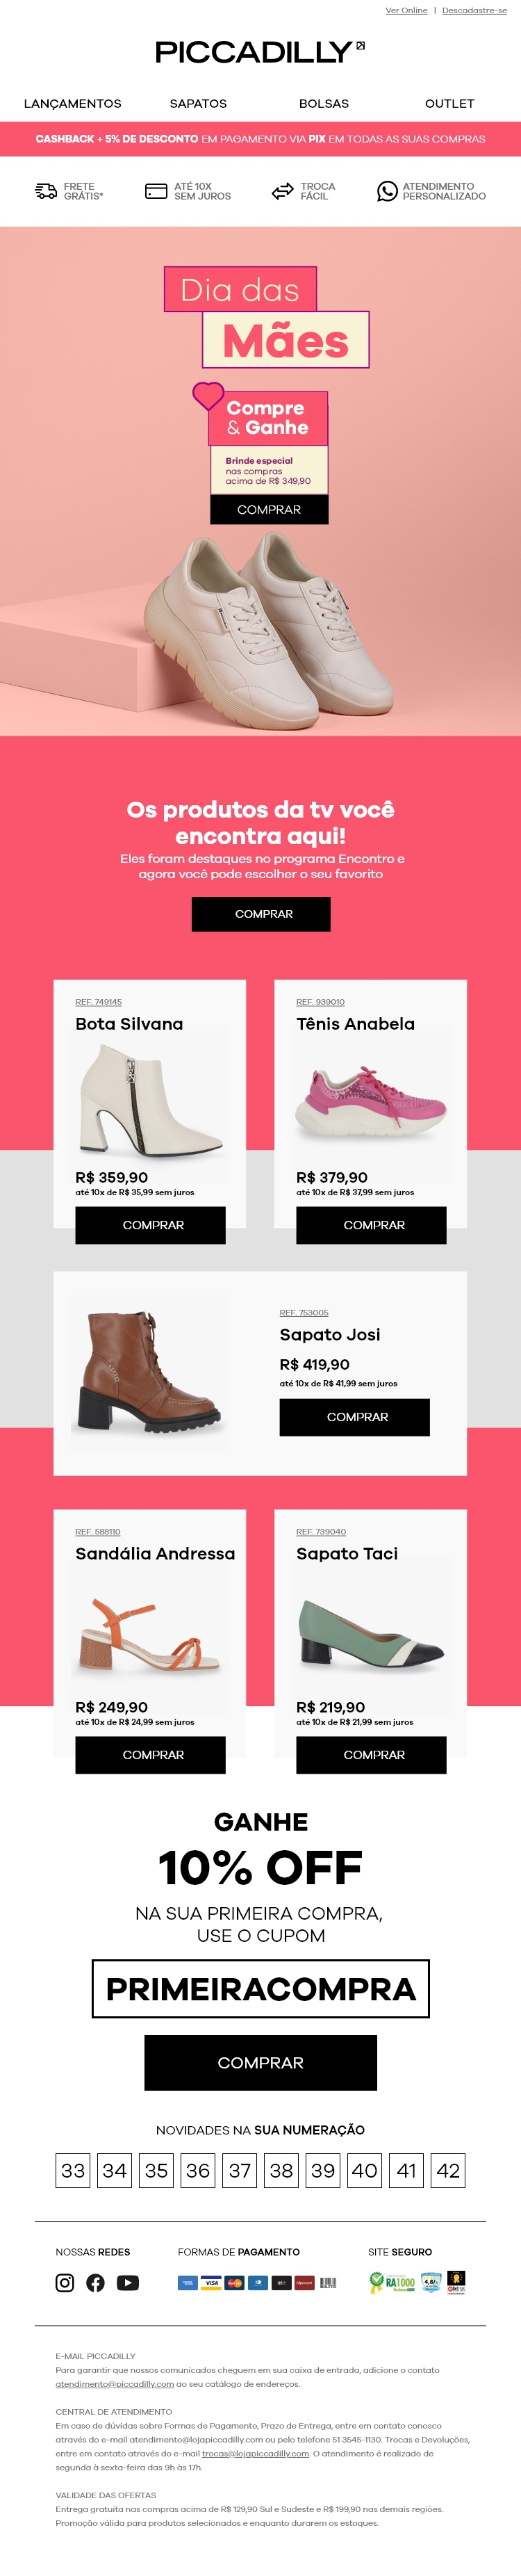 Ver Online | Descadastre-se
PICCADILLY
LANÇAMENTOS SAPATOS BOLSAS OUTLET
CASHBACK + 5% DE DESCONTO EM PAGAMENTO VIA PIX EM TODAS AS SUAS COMPRAS
FRETE
GRÁTIS*
ATÉ 10X
SEM JUROS
TROCA
FÁCIL
ATENDIMENTO
PERSONALIZADO
Dia das
Mães
Compre
& Ganhe
Brinde especial
nas compras
acima de R$ 349,90
COMPRAR
Os produtos da tv você
encontra aqui!
Eles foram destaques no programa Encontro e
agora você pode escolher o seu favorito
COMPRAR
REF. 749145
Bota Silvana
R$ 359,90
até 10x de R$ 35,99 sem juros
COMPRAR
REF. 939010
Tênis Anabela
R$ 379,90
até 10x de R$ 37,99 sem juros
COMPRAR
REF. 753005
Sapato Josi
R$ 419,90
até 10x de R$ 41,99 sem juros
COMPRAR
REF. 588110
Sandália Andressa
R$ 249,90
até 10x de R$ 24,99 sem juros
COMPRAR
REF. 739040
Sapato Taci
R$ 219,90
até 10x de R$ 21,99 sem juros
COMPRAR
GANHE
10% OFF
NA SUA PRIMEIRA COMPRA,
USE O CUPOM
PRIMEIRACOMPRA
COMPRAR
NOVIDADES NA SUA NUMERAÇÃO
33 34 35 36 37 38 39 40 41 42
NOSSAS REDES
FORMAS DE PAGAMENTO
VISA
BOLETO
SITE SEGURO
RA1000
E-MAIL PICCADILLY
Para garantir que nossos comunicados cheguem em sua caixa de entrada, adicione o contato
atendimento@piccadilly.com ao seu catálogo de endereços.
CENTRAL DE ATENDIMENTO
Em caso de dúvidas sobre Formas de Pagamento, Prazo de Entrega, entre em contato conosco
através do e-mail atendimento@lojapiccadilly.com ou pelo telefone 51 3545-1130. Trocas e Devoluções,
entre em contato através do e-mail trocas@lojapiccadilly.com. O atendimento é realizado de
segunda à sexta-feira das 9h às 17h.
VALIDADE DAS OFERTAS
Entrega gratuita nas compras acima de R$ 129,90 Sul e Sudeste e R$ 199,90 nas demais regiões.
Promoção válida para produtos selecionados e enquanto durarem os estoques.